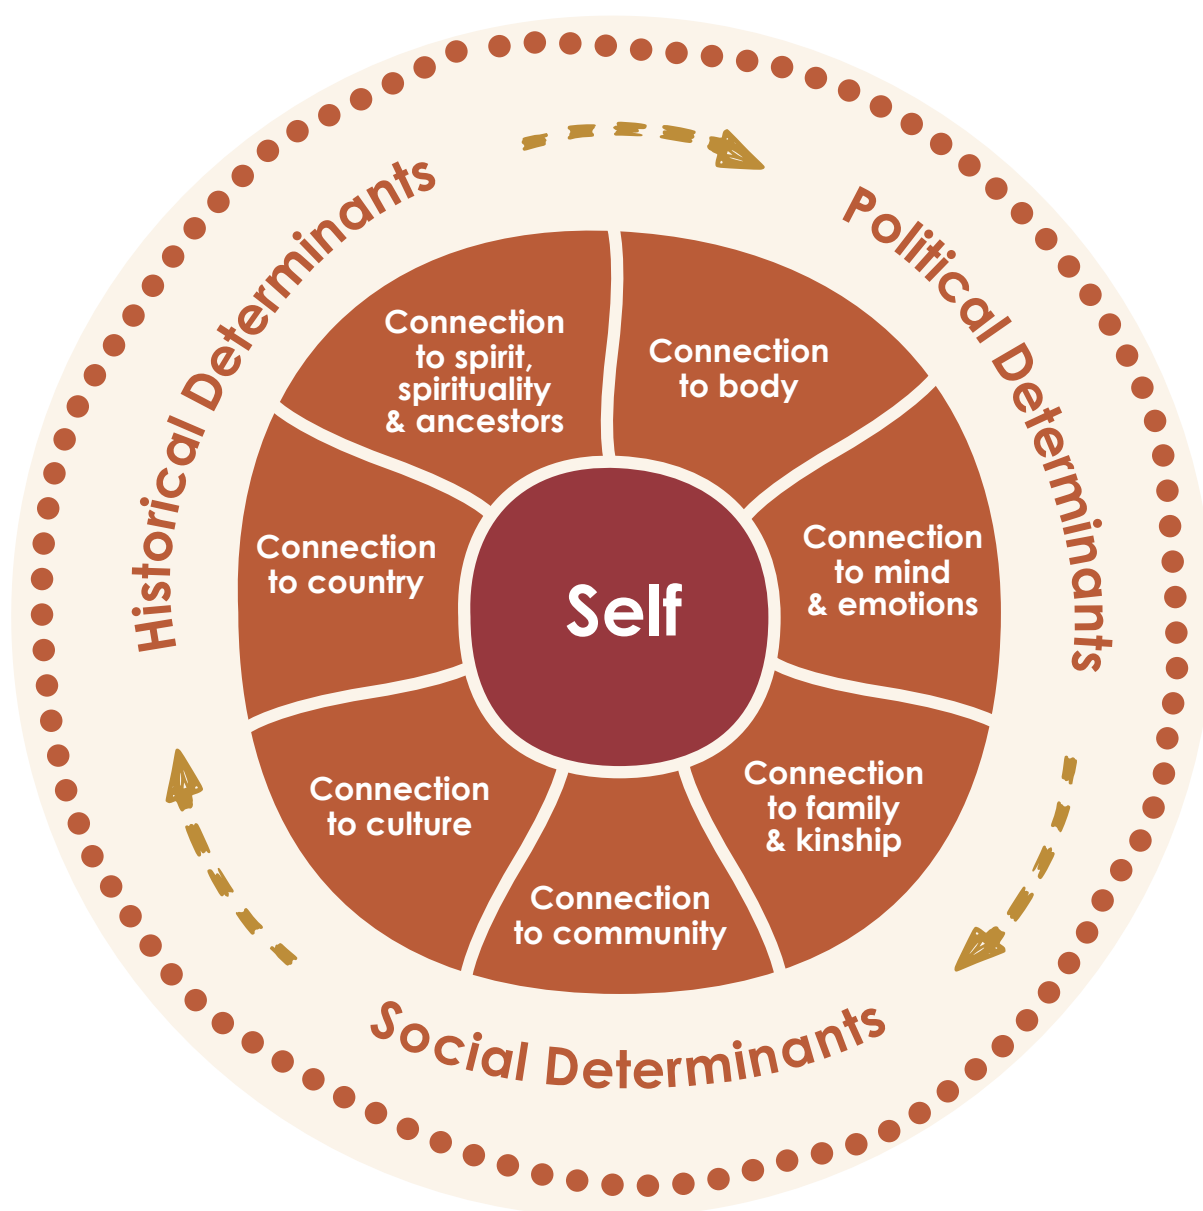 Historical Determinants
Political Determinants
Connection
to spirit,
spirituality
& ancestors
Connection
to body
Connection
to country
Connection
to mind
& emotions
Self
Connection
to culture
Connection
to family
& kinship
Connection
to community
Social Determinants